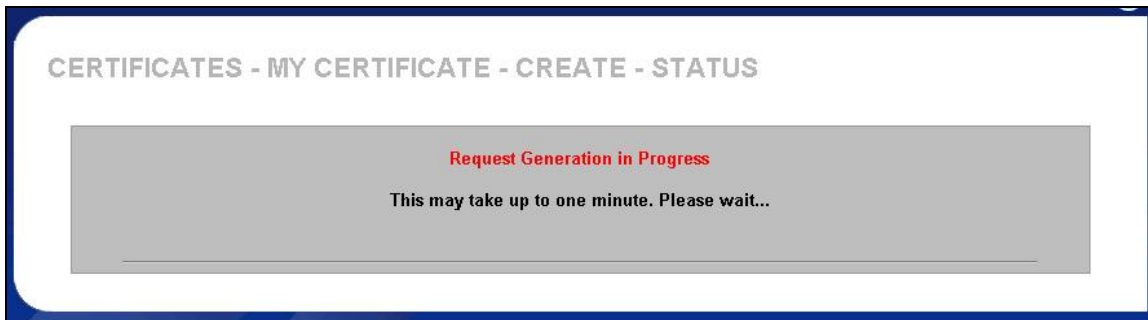 CERTIFICATES - MY CERTIFICATE - CREATE - STATUS
Request Generation in Progress
This may take up to one minute. Please wait...